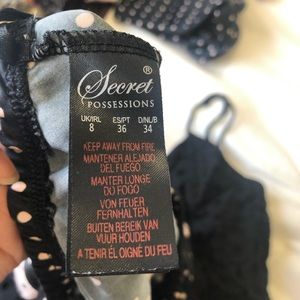 Secret®
POSSESSIONS
UK/IRL ES/PT D/NL/B
8 36 34
KEEP AWAY FROM FIRE
MANTENER ALEJADO
DEL FUEGO
MANTER LONGE
DO FOGO
VON FEUER
FERNHALTEN
BUITEN BEREIK VAN
VUUR HOUDEN
A TENIR ÉLOIGNÉ DU FEU